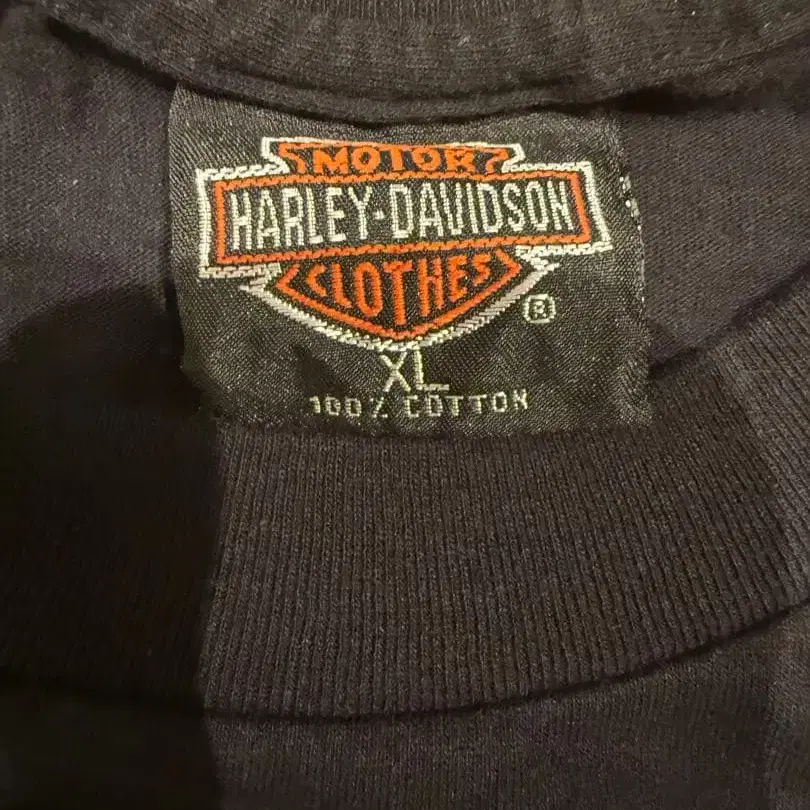 MOTOR
HARLEY-DAVIDSON
CLOTHES
®
XL
100% COTTON